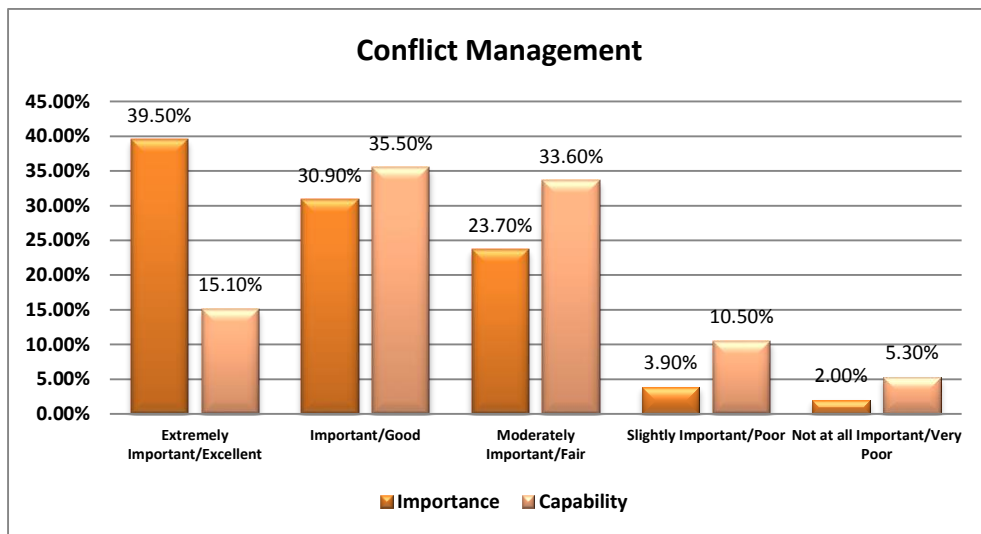 Conflict Management
45.00%
40.00%
35.00%
30.00%
25.00%
20.00%
15.00%
10.00%
5.00%
0.00%
39.50%
15.10%
30.90%
35.50%
23.70%
33.60%
3.90%
10.50%
2.00%
5.30%
Extremely
Important/Excellent
Important/Good
Moderately
Important/Fair
Slightly Important/Poor
Not at all Important/Very
Poor
Importance
Capability